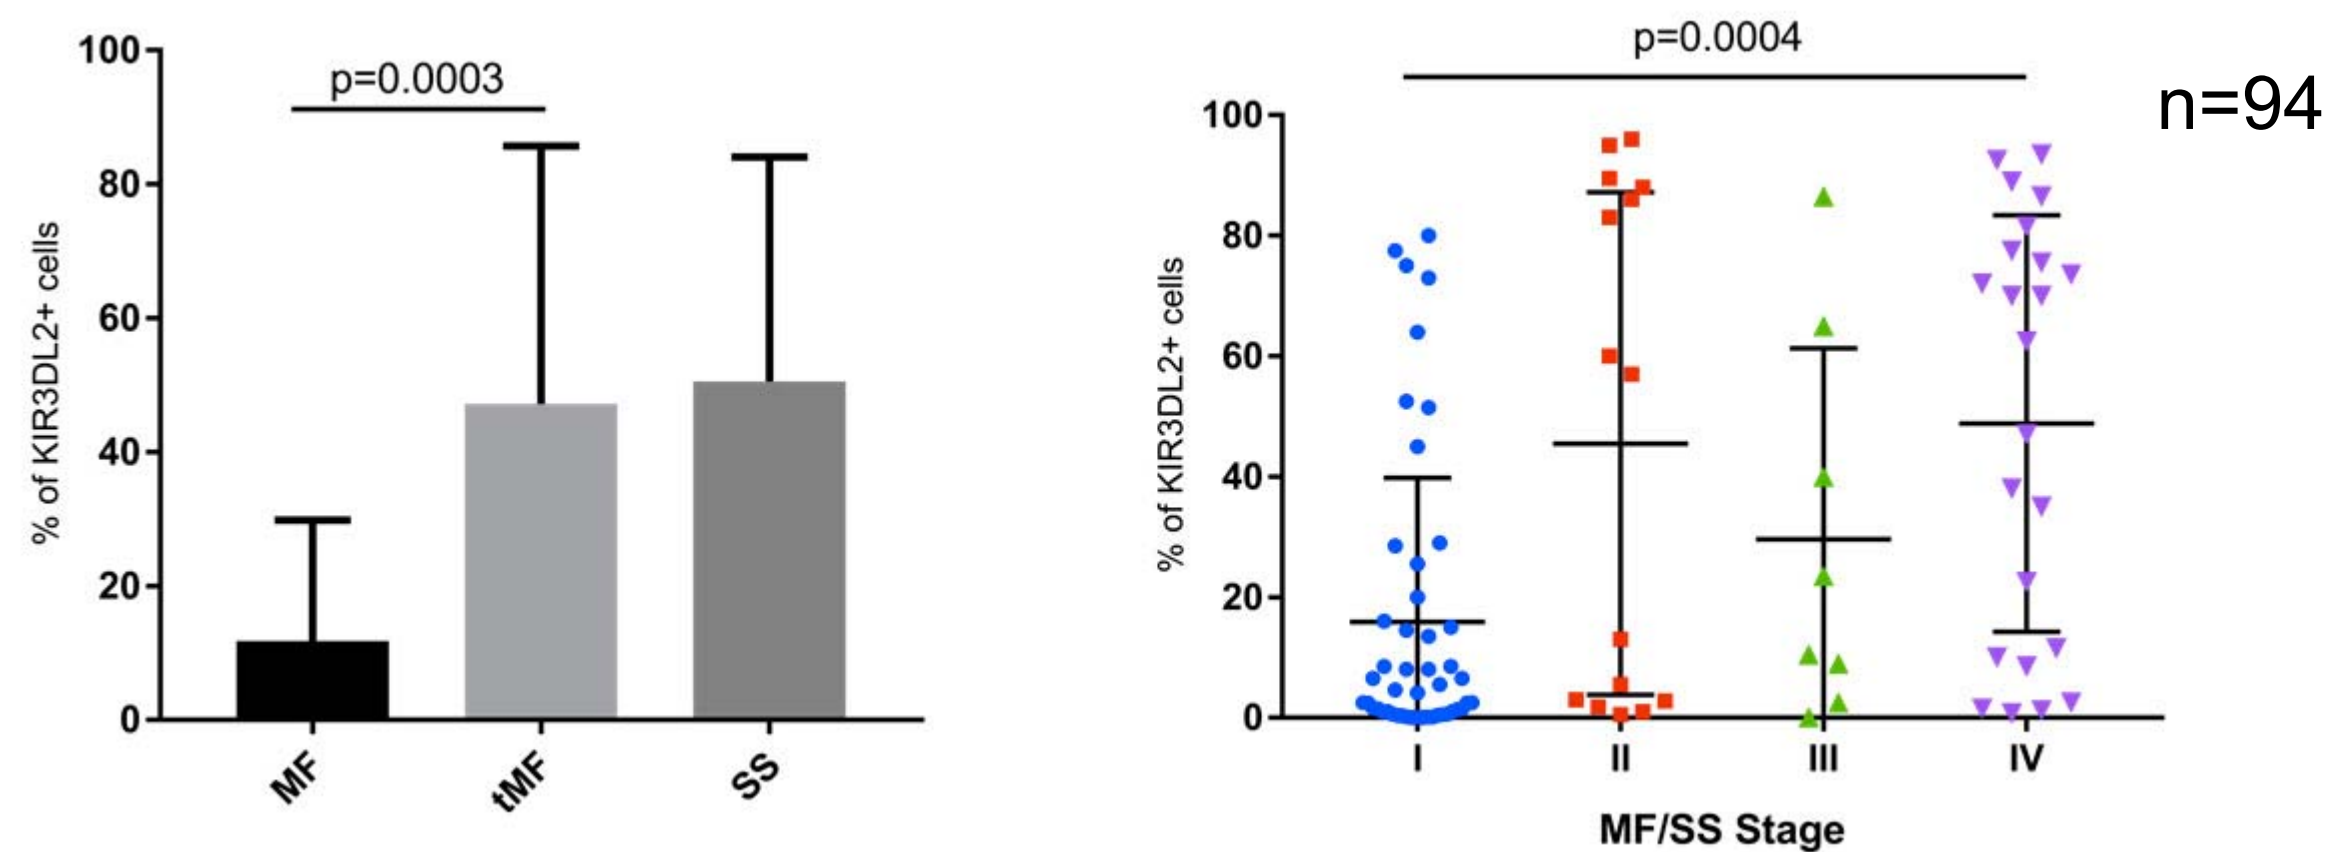 % of KIR3DL2+ cells
100
80
60
40
20
0
p=0.0003
MF
tMF
SS
% of KIR3DL2+ cells
100
80
60
40
20
0
p=0.0004
n=94
I
II
III
IV
MF/SS Stage